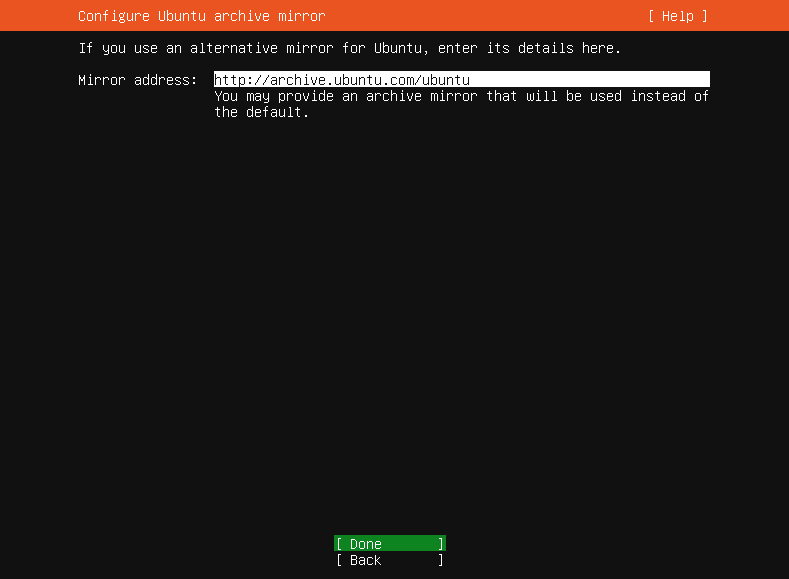 Configure Ubuntu archive mirror [ Help ]
If you use an alternative mirror for Ubuntu, enter its details here.
Mirror address: http://archive.ubuntu.com/ubuntu
You may provide an archive mirror that will be used instead of
the default.
[ Done ]
[ Back ]